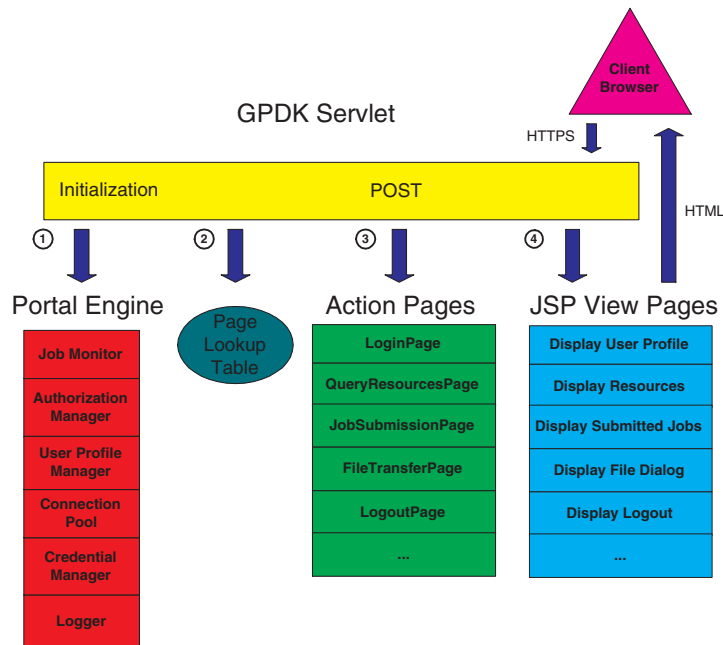 Client
Browser
GPDK Servlet
HTTPS
HTML
Initialization
POST
1
2
3
4
Portal Engine
Job Monitor
Authorization
Manager
User Profile
Manager
Connection
Pool
Credential
Manager
Logger
Page
Lookup
Table
Action Pages
LoginPage
QueryResourcesPage
JobSubmissionPage
FileTransferPage
LogoutPage
...
JSP View Pages
Display User Profile
Display Resources
Display Submitted Jobs
Display File Dialog
Display Logout
...